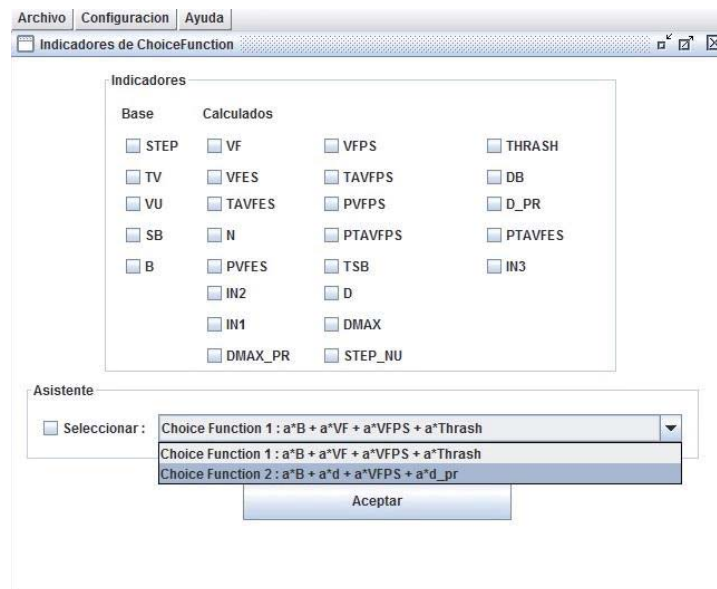 Archivo Configuracion Ayuda
Indicadores de ChoiceFunction
Indicadores
Base Calculados
STEP VF VFPS THRASH
TV VFES TAVFPS DB
VU TAVFES PVFPS D_PR
SB N PTAVFPS PTAVFES
B PVFES TSB IN3
IN2 D
IN1 DMAX
DMAX_PR STEP_NU
Asistente
Seleccionar : Choice Function 1 : a*B + a*VF + a*VFPS + a*Thrash
Choice Function 1 : a*B + a*VF + a*VFPS + a*Thrash
Choice Function 2 : a*B + a*d + a*VFPS + a*d_pr
Aceptar